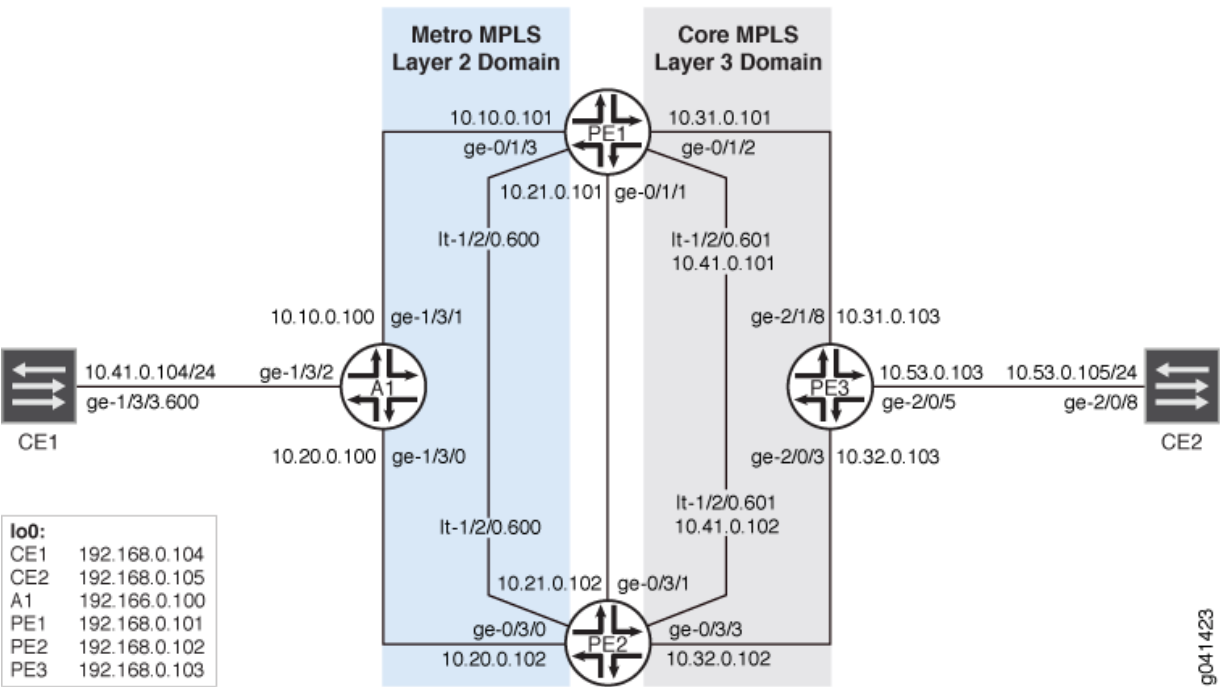 Metro MPLS
Layer 2 Domain
Core MPLS
Layer 3 Domain
10.10.0.101
10.31.0.101
PE1
ge-0/1/3
ge-0/1/2
10.21.0.101
ge-0/1/1
lt-1/2/0.600
lt-1/2/0.601
10.41.0.101
10.10.0.100
ge-1/3/1
ge-2/1/8
10.31.0.103
10.41.0.104/24
ge-1/3/2
A1
PE3
10.53.0.103
10.53.0.105/24
ge-1/3/3.600
ge-2/0/5
ge-2/0/8
CE1
CE2
10.20.0.100
ge-1/3/0
ge-2/0/3
10.32.0.103
lt-1/2/0.600
lt-1/2/0.601
10.41.0.102
10.21.0.102
ge-0/3/1
ge-0/3/0
PE2
ge-0/3/3
10.20.0.102
10.32.0.102
lo0:
CE1 192.168.0.104
CE2 192.168.0.105
A1 192.166.0.100
PE1 192.168.0.101
PE2 192.168.0.102
PE3 192.168.0.103
g041423